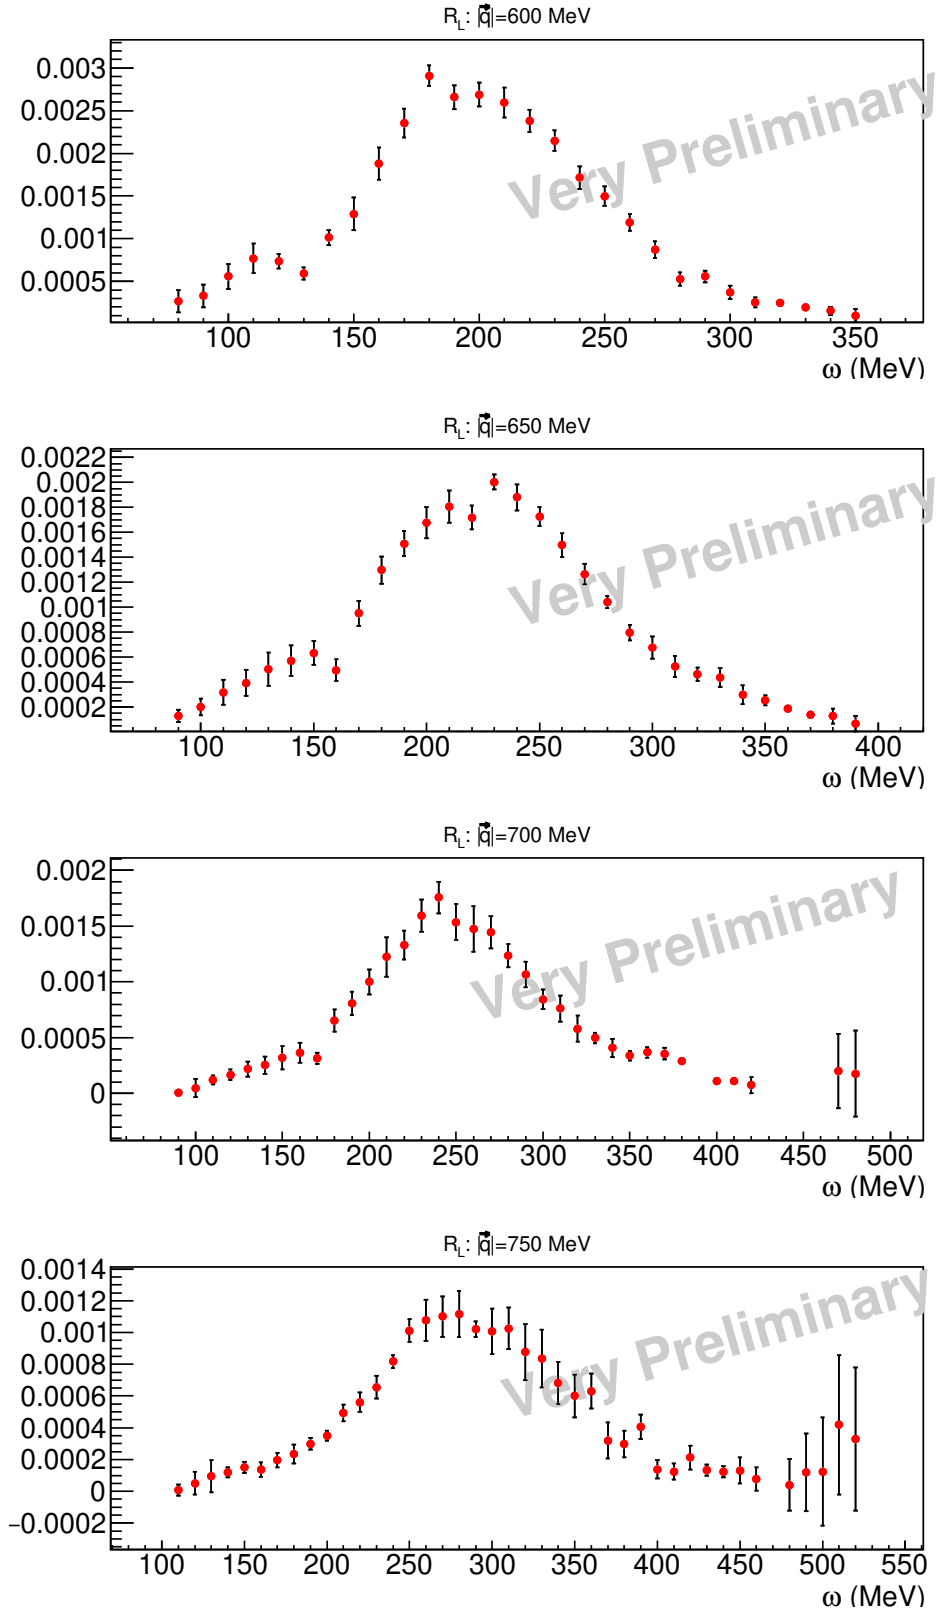 R_L: |q⃗|=600 MeV
0.003
0.0025
0.002
0.0015
0.001
0.0005
Very Preliminary
100 150 200 250 300 350
ω (MeV)
R_L: |q⃗|=650 MeV
0.0022
0.002
0.0018
0.0016
0.0014
0.0012
0.001
0.0008
0.0006
0.0004
0.0002
Very Preliminary
100 150 200 250 300 350 400
ω (MeV)
R_L: |q⃗|=700 MeV
0.002
0.0015
0.001
0.0005
0
Very Preliminary
100 150 200 250 300 350 400 450 500
ω (MeV)
R_L: |q⃗|=750 MeV
0.0014
0.0012
0.001
0.0008
0.0006
0.0004
0.0002
0
−0.0002
Very Preliminary
100 150 200 250 300 350 400 450 500 550
ω (MeV)